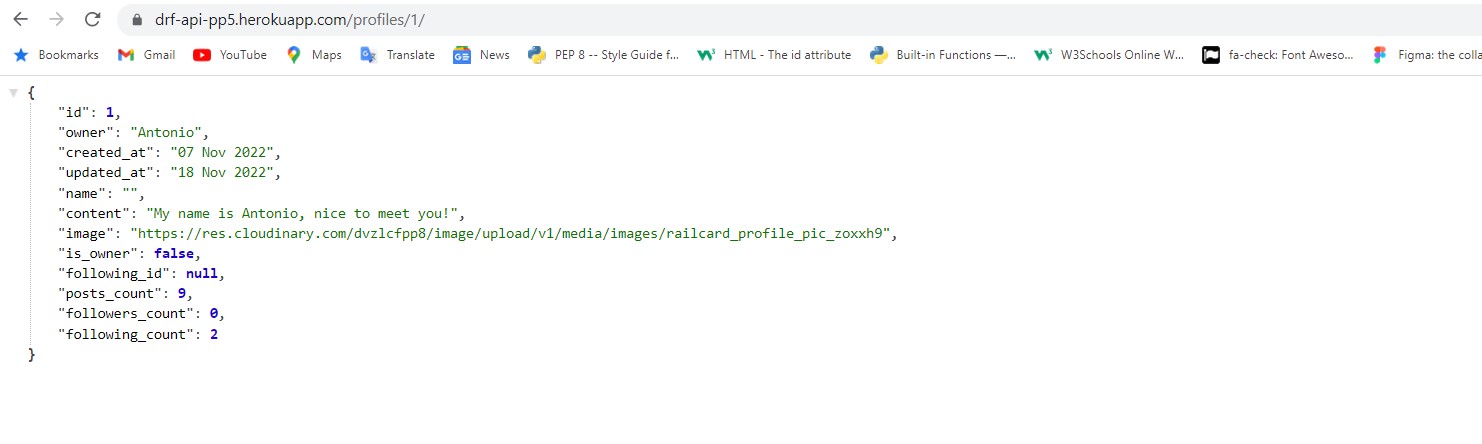 drf-api-pp5.herokuapp.com/profiles/1/
Bookmarks Gmail YouTube Maps Translate News PEP 8 -- Style Guide f... HTML - The id attribute Built-in Functions —... W3Schools Online W... fa-check: Font Aweso... Figma: the colla
{
"id": 1,
"owner": "Antonio",
"created_at": "07 Nov 2022",
"updated_at": "18 Nov 2022",
"name": "",
"content": "My name is Antonio, nice to meet you!",
"image": "https://res.cloudinary.com/dvzlcfpp8/image/upload/v1/media/images/railcard_profile_pic_zoxxh9",
"is_owner": false,
"following_id": null,
"posts_count": 9,
"followers_count": 0,
"following_count": 2
}